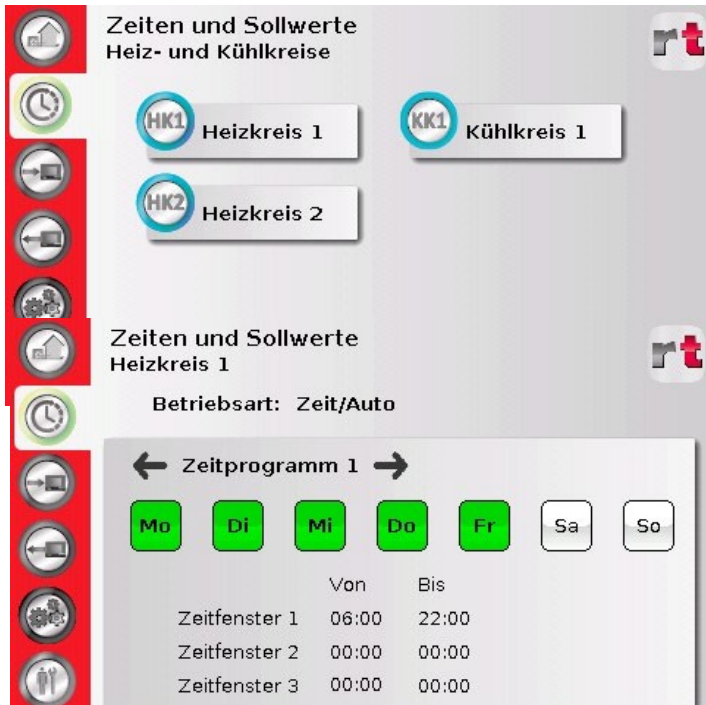 Zeiten und Sollwerte
Heiz- und Kühlkreise
rt
HK1 Heizkreis 1
KK1 Kühlkreis 1
HK2 Heizkreis 2
Zeiten und Sollwerte
Heizkreis 1
rt
Betriebsart: Zeit/Auto
Zeitprogramm 1
Mo Di Mi Do Fr Sa So
Von Bis
Zeitfenster 1 06:00 22:00
Zeitfenster 2 00:00 00:00
Zeitfenster 3 00:00 00:00